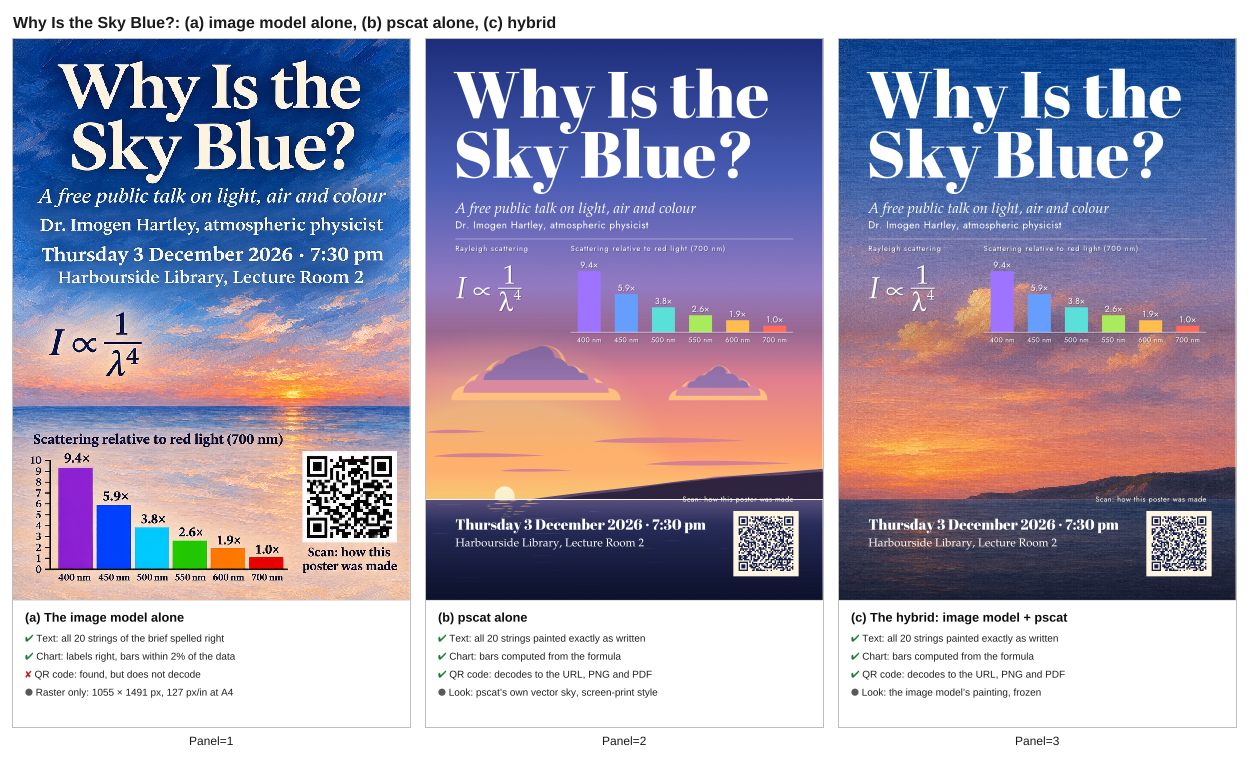 Why Is the Sky Blue?: (a) image model alone, (b) pscat alone, (c) hybrid
Why Is the
Sky Blue?
A free public talk on light, air and colour
Dr. Imogen Hartley, atmospheric physicist
Thursday 3 December 2026 · 7:30 pm
Harbourside Library, Lecture Room 2
I ∝ 1/λ⁴
Scattering relative to red light (700 nm)
10
9
8
7
6
5
4
3
2
1
0
9.4×
5.9×
3.8×
2.6×
1.9×
1.0×
400 nm 450 nm 500 nm 550 nm 600 nm 700 nm
Scan: how this
poster was made
(a) The image model alone
✔ Text: all 20 strings of the brief spelled right
✔ Chart: labels right, bars within 2% of the data
✘ QR code: found, but does not decode
● Raster only: 1055 × 1491 px, 127 px/in at A4
Panel=1
Why Is the
Sky Blue?
A free public talk on light, air and colour
Dr. Imogen Hartley, atmospheric physicist
Rayleigh scattering
I ∝ 1/λ⁴
Scattering relative to red light (700 nm)
9.4×
5.9×
3.8×
2.6×
1.9×
1.0×
400 nm 450 nm 500 nm 550 nm 600 nm 700 nm
Scan: how this poster was made
Thursday 3 December 2026 · 7:30 pm
Harbourside Library, Lecture Room 2
(b) pscat alone
✔ Text: all 20 strings painted exactly as written
✔ Chart: bars computed from the formula
✔ QR code: decodes to the URL, PNG and PDF
● Look: pscat's own vector sky, screen-print style
Panel=2
Why Is the
Sky Blue?
A free public talk on light, air and colour
Dr. Imogen Hartley, atmospheric physicist
Rayleigh scattering
I ∝ 1/λ⁴
Scattering relative to red light (700 nm)
9.4×
5.9×
3.8×
2.6×
1.9×
1.0×
400 nm 450 nm 500 nm 550 nm 600 nm 700 nm
Scan: how this poster was made
Thursday 3 December 2026 · 7:30 pm
Harbourside Library, Lecture Room 2
(c) The hybrid: image model + pscat
✔ Text: all 20 strings painted exactly as written
✔ Chart: bars computed from the formula
✔ QR code: decodes to the URL, PNG and PDF
● Look: the image model's painting, frozen
Panel=3